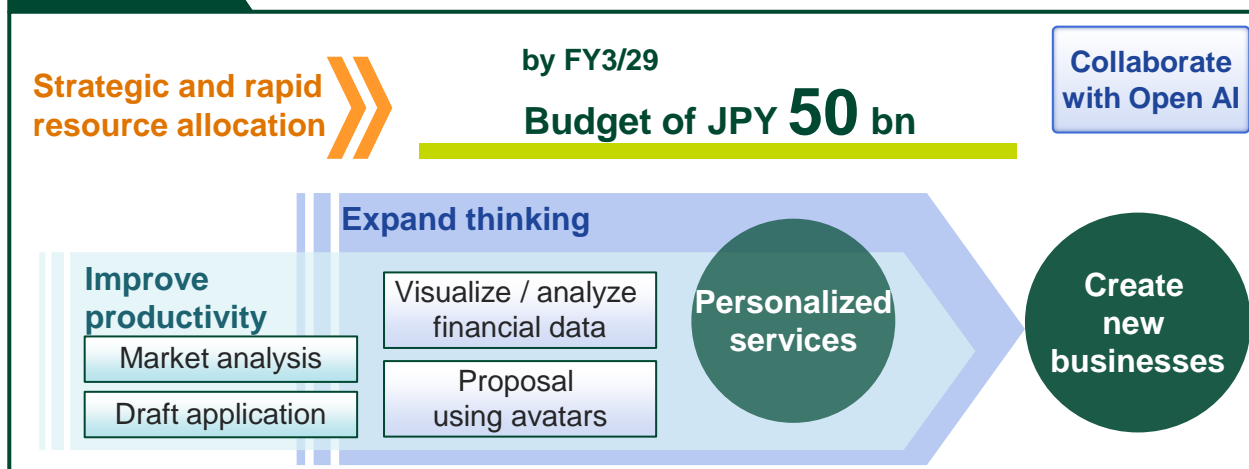 Strategic and rapid
resource allocation
by FY3/29
Budget of JPY 50 bn
Collaborate
with Open AI
Expand thinking
Improve
productivity
Market analysis
Draft application
Visualize / analyze
financial data
Proposal
using avatars
Personalized
services
Create
new
businesses